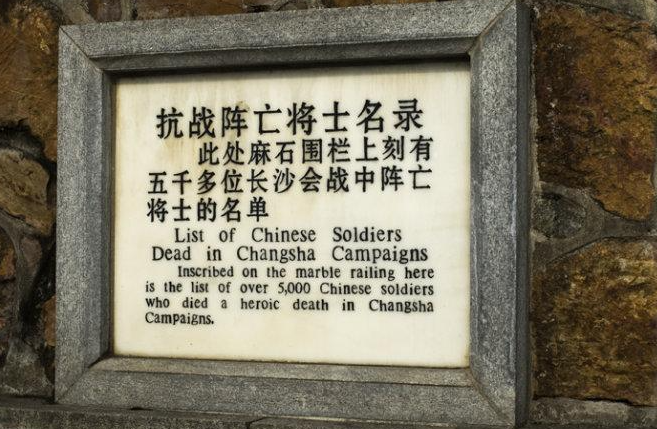 抗战阵亡将士名录
此处麻石围栏上刻有
五千多位长沙会战中阵亡
将士的名单
List of Chinese Soldiers
Dead in Changsha Campaigns
Inscribed on the marble railing here
is the list of over 5,000 Chinese soldiers
who died a heroic death in Changsha
Campaigns.